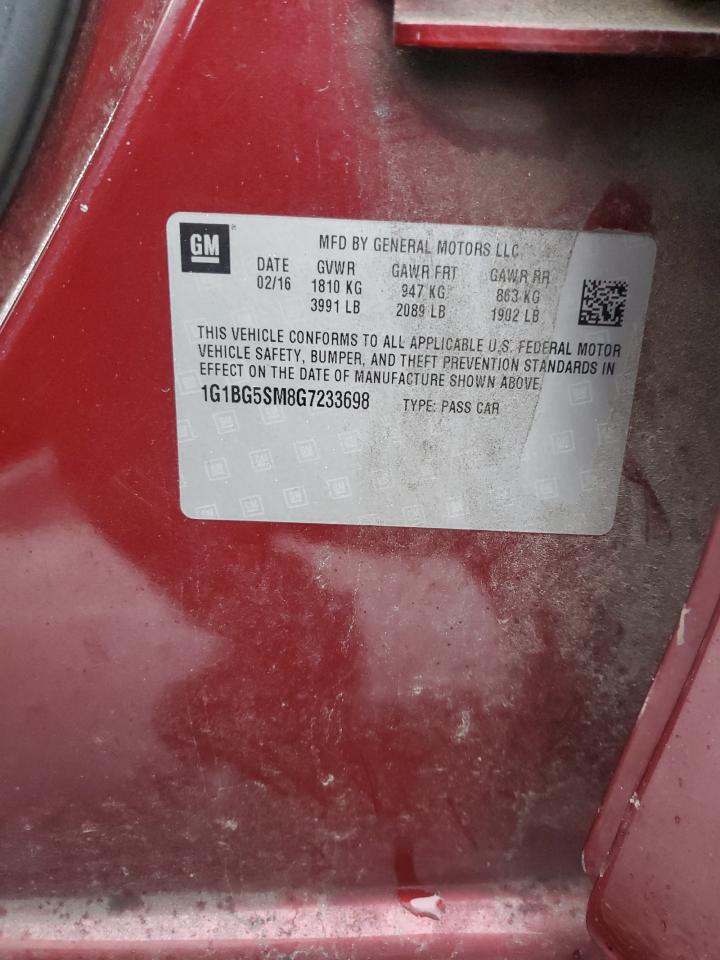 GM ®
MFD BY GENERAL MOTORS LLC
DATE GVWR GAWR FRT GAWR RR
02/16 1810 KG 947 KG 863 KG
3991 LB 2089 LB 1902 LB
THIS VEHICLE CONFORMS TO ALL APPLICABLE U.S. FEDERAL MOTOR
VEHICLE SAFETY, BUMPER, AND THEFT PREVENTION STANDARDS IN
EFFECT ON THE DATE OF MANUFACTURE SHOWN ABOVE.
1G1BG5SM8G7233698 TYPE: PASS CAR